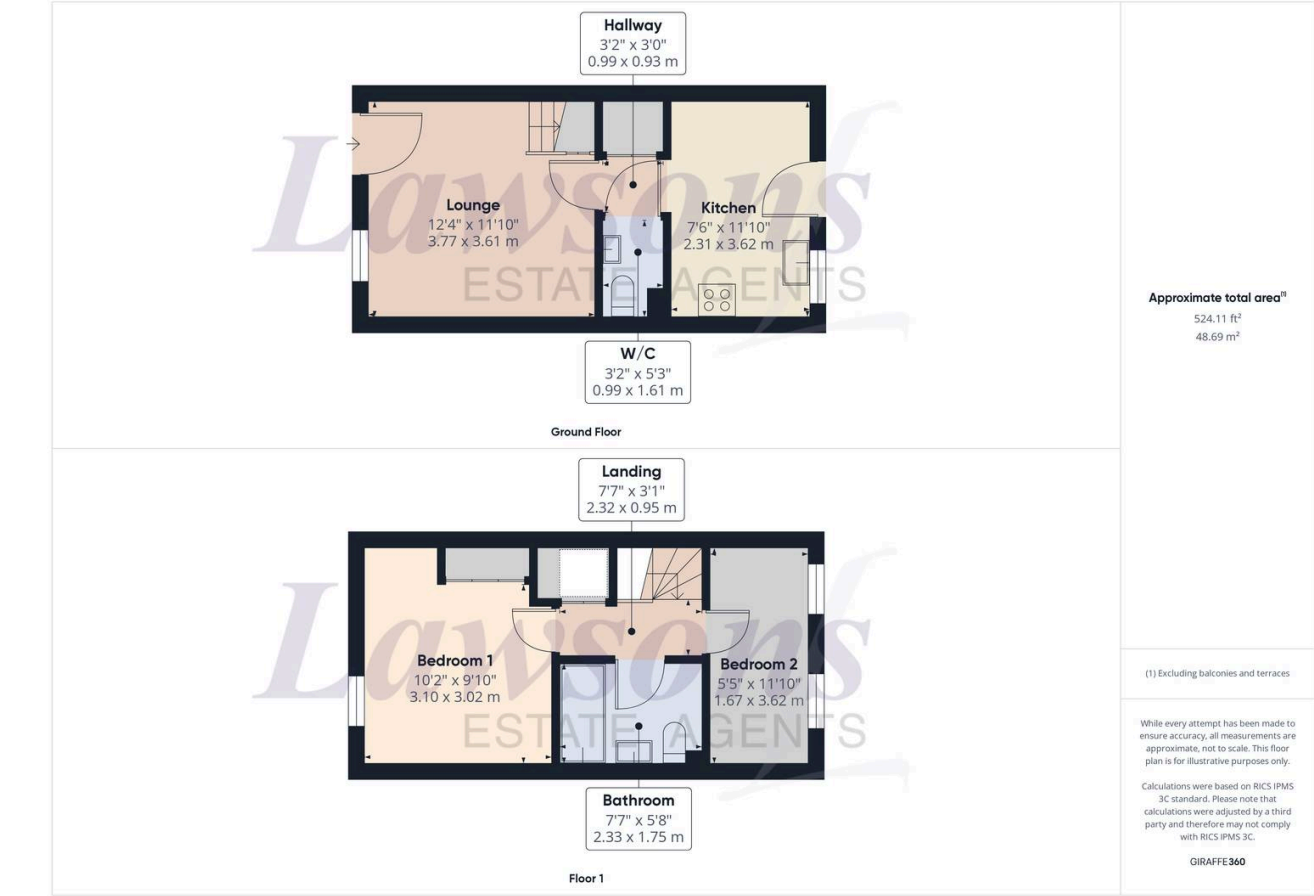 Hallway
3'2" x 3'0"
0.99 x 0.93 m
Lawsons
ESTATE AGENTS
Lounge
12'4" x 11'10"
3.77 x 3.61 m
Kitchen
7'6" x 11'10"
2.31 x 3.62 m
W/C
3'2" x 5'3"
0.99 x 1.61 m
Ground Floor
Landing
7'7" x 3'1"
2.32 x 0.95 m
Lawsons
ESTATE AGENTS
Bedroom 1
10'2" x 9'10"
3.10 x 3.02 m
Bedroom 2
5'5" x 11'10"
1.67 x 3.62 m
Bathroom
7'7" x 5'8"
2.33 x 1.75 m
Floor 1
Approximate total area(1)
524.11 ft²
48.69 m²
(1) Excluding balconies and terraces
While every attempt has been made to
ensure accuracy, all measurements are
approximate, not to scale. This floor
plan is for illustrative purposes only.
Calculations were based on RICS IPMS
3C standard. Please note that
calculations were adjusted by a third
party and therefore may not comply
with RICS IPMS 3C.
GIRAFFE360